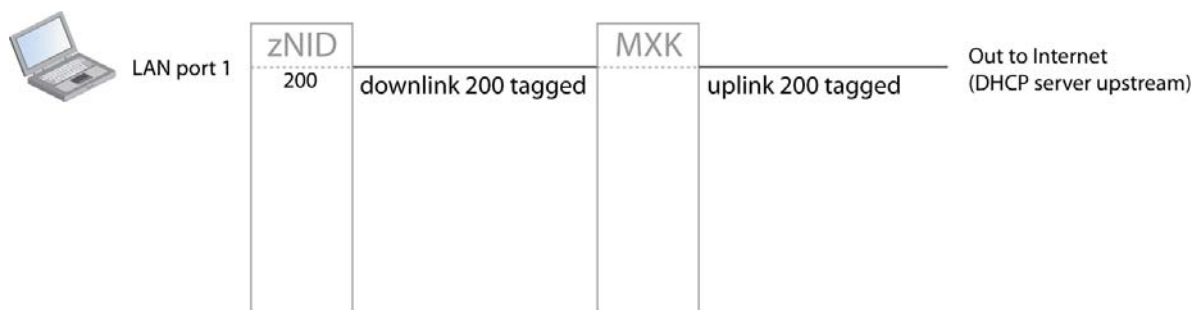 zNID
MXK
LAN port 1
200
downlink 200 tagged
uplink 200 tagged
Out to Internet
(DHCP server upstream)